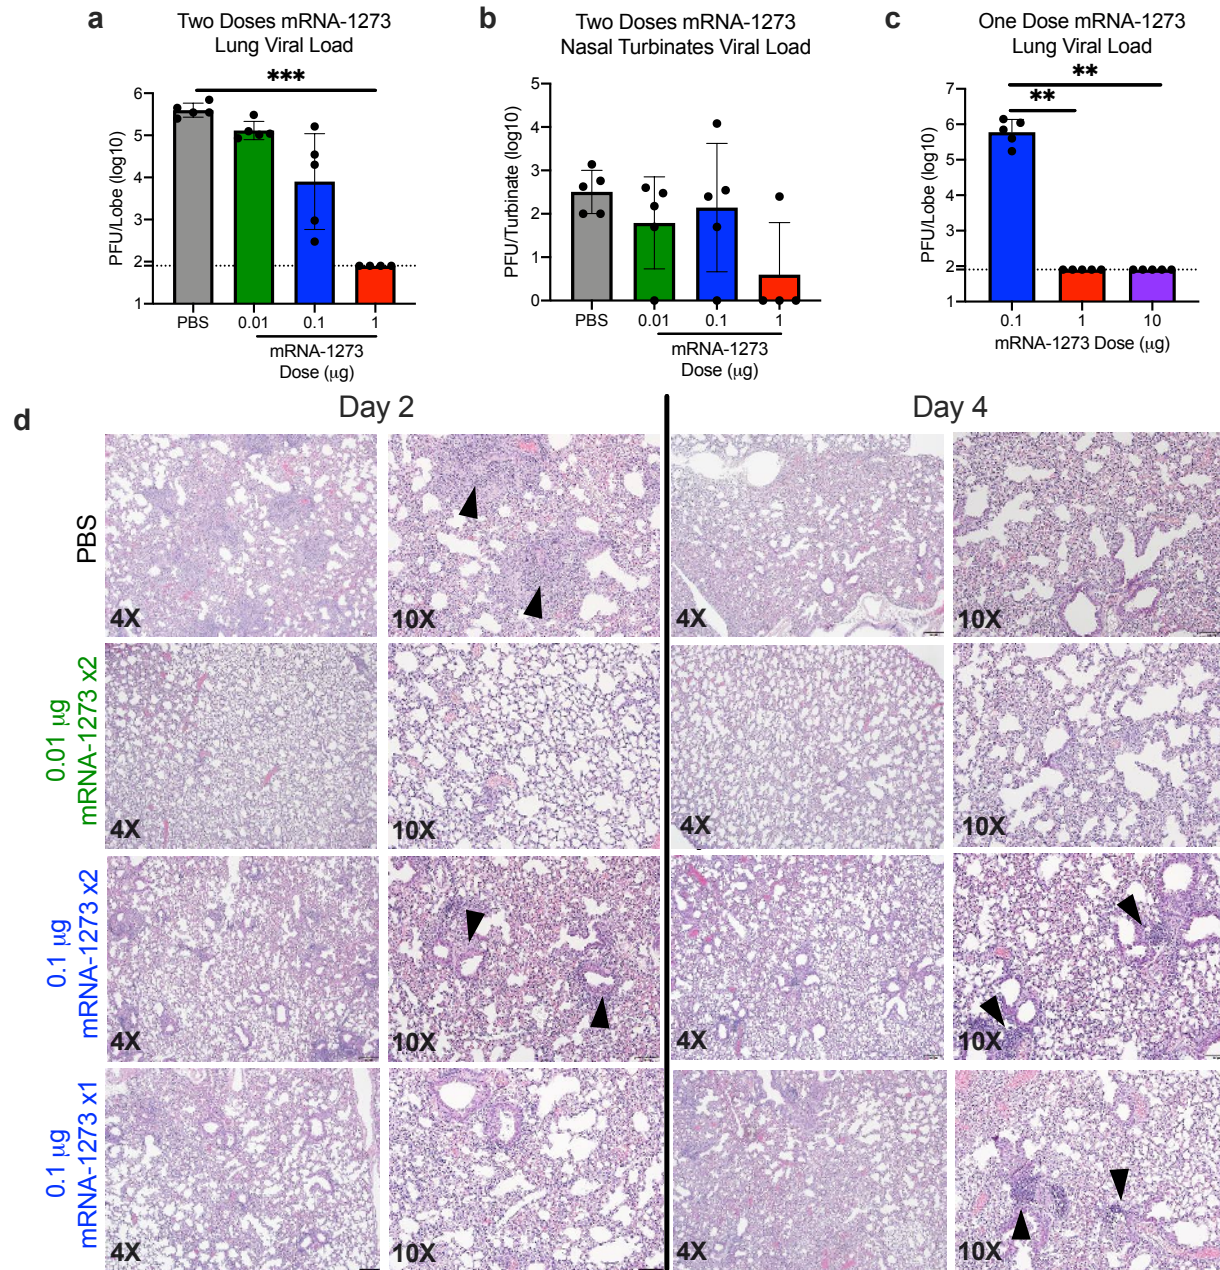 a
Two Doses mRNA-1273
Lung Viral Load
***
PFU/Lobe (log10)
6
5
4
3
2
1
PBS
0.01
0.1
1
mRNA-1273
Dose (μg)
b
Two Doses mRNA-1273
Nasal Turbinates Viral Load
PFU/Turbinate (log10)
5
4
3
2
1
0
PBS
0.01
0.1
1
mRNA-1273
Dose (μg)
c
One Dose mRNA-1273
Lung Viral Load
**
**
PFU/Lobe (log10)
7
6
5
4
3
2
1
0.1
1
10
mRNA-1273 Dose (μg)
d
Day 2
Day 4
PBS
4X
10X
4X
10X
0.01 μg
mRNA-1273 x2
4X
10X
4X
10X
0.1 μg
mRNA-1273 x2
4X
10X
4X
10X
0.1 μg
mRNA-1273 x1
4X
10X
4X
10X